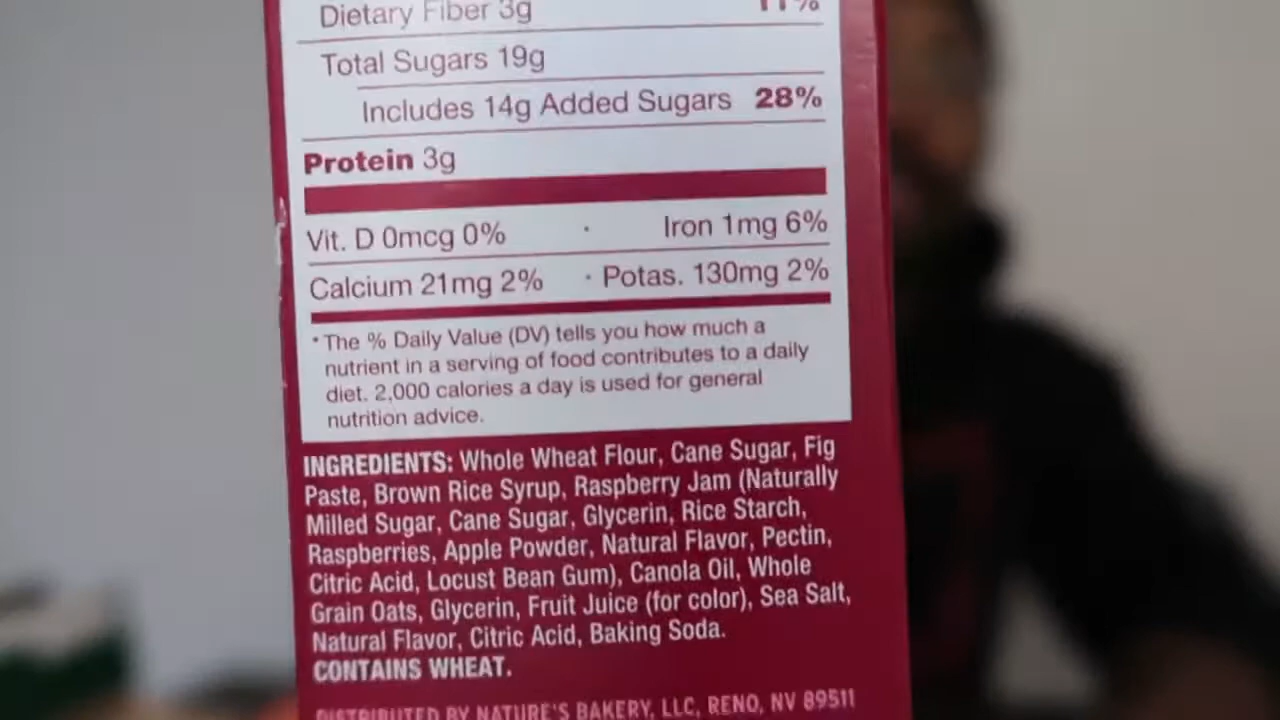 Dietary Fiber 3g 11%
Total Sugars 19g
Includes 14g Added Sugars 28%
Protein 3g
Vit. D 0mcg 0% · Iron 1mg 6%
Calcium 21mg 2% · Potas. 130mg 2%
* The % Daily Value (DV) tells you how much a
nutrient in a serving of food contributes to a daily
diet. 2,000 calories a day is used for general
nutrition advice.
INGREDIENTS: Whole Wheat Flour, Cane Sugar, Fig
Paste, Brown Rice Syrup, Raspberry Jam (Naturally
Milled Sugar, Cane Sugar, Glycerin, Rice Starch,
Raspberries, Apple Powder, Natural Flavor, Pectin,
Citric Acid, Locust Bean Gum), Canola Oil, Whole
Grain Oats, Glycerin, Fruit Juice (for color), Sea Salt,
Natural Flavor, Citric Acid, Baking Soda.
CONTAINS WHEAT.
DISTRIBUTED BY NATURE'S BAKERY, LLC, RENO, NV 89511